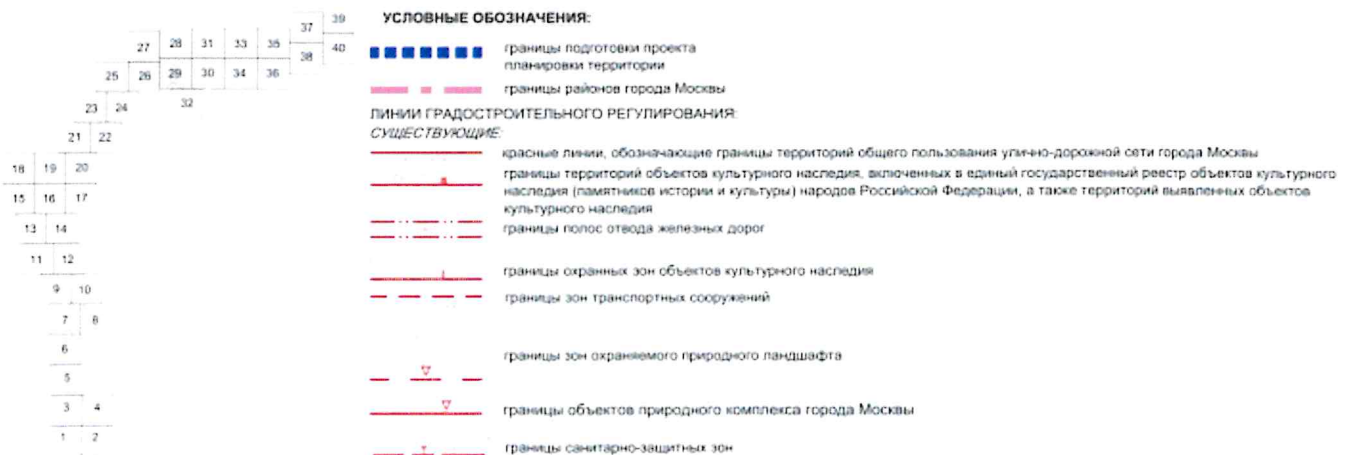 39
37
27 28 31 33 35
40
38
25 26 29 30 34 36
23 24 32
21 22
18 19 20
15 16 17
13 14
11 12
9 10
7 8
6
5
3 4
1 2
УСЛОВНЫЕ ОБОЗНАЧЕНИЯ:
границы подготовки проекта
планировки территории
границы районов города Москвы
ЛИНИИ ГРАДОСТРОИТЕЛЬНОГО РЕГУЛИРОВАНИЯ:
СУЩЕСТВУЮЩИЕ:
красные линии, обозначающие границы территорий общего пользования улично-дорожной сети города Москвы
границы территорий объектов культурного наследия, включенных в единый государственный реестр объектов культурного
наследия (памятников истории и культуры) народов Российской Федерации, а также территорий выявленных объектов
культурного наследия
границы полос отвода железных дорог
границы охранных зон объектов культурного наследия
границы зон транспортных сооружений
границы зон охраняемого природного ландшафта
границы объектов природного комплекса города Москвы
границы санитарно-защитных зон